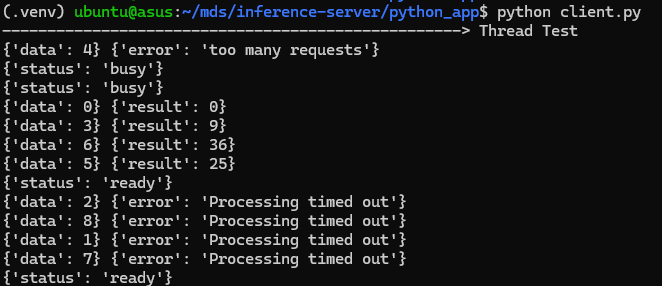 (.venv) ubuntu@asus:~/mds/inference-server/python_app$ python client.py
---------------------------------------------------> Thread Test
{'data': 4} {'error': 'too many requests'}
{'status': 'busy'}
{'status': 'busy'}
{'data': 0} {'result': 0}
{'data': 3} {'result': 9}
{'data': 6} {'result': 36}
{'data': 5} {'result': 25}
{'status': 'ready'}
{'data': 2} {'error': 'Processing timed out'}
{'data': 8} {'error': 'Processing timed out'}
{'data': 1} {'error': 'Processing timed out'}
{'data': 7} {'error': 'Processing timed out'}
{'status': 'ready'}